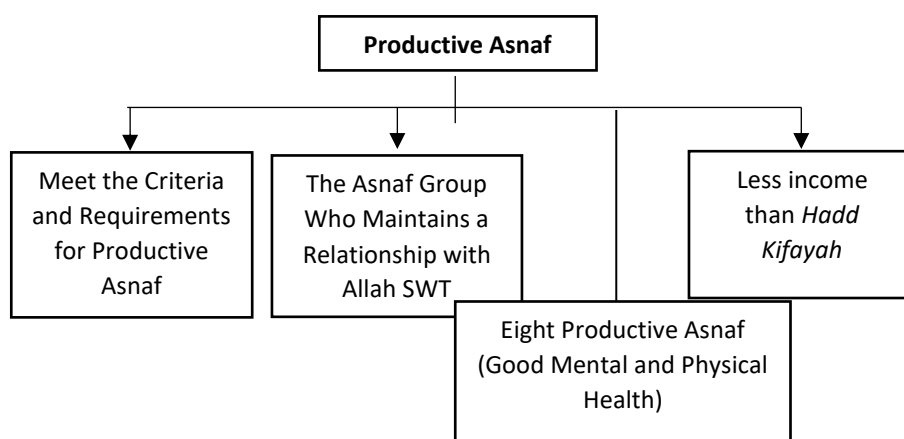 Productive Asnaf
Meet the Criteria
and Requirements
for Productive
Asnaf
The Asnaf Group
Who Maintains a
Relationship with
Allah SWT
Eight Productive Asnaf
(Good Mental and Physical
Health)
Less income
than Hadd
Kifayah